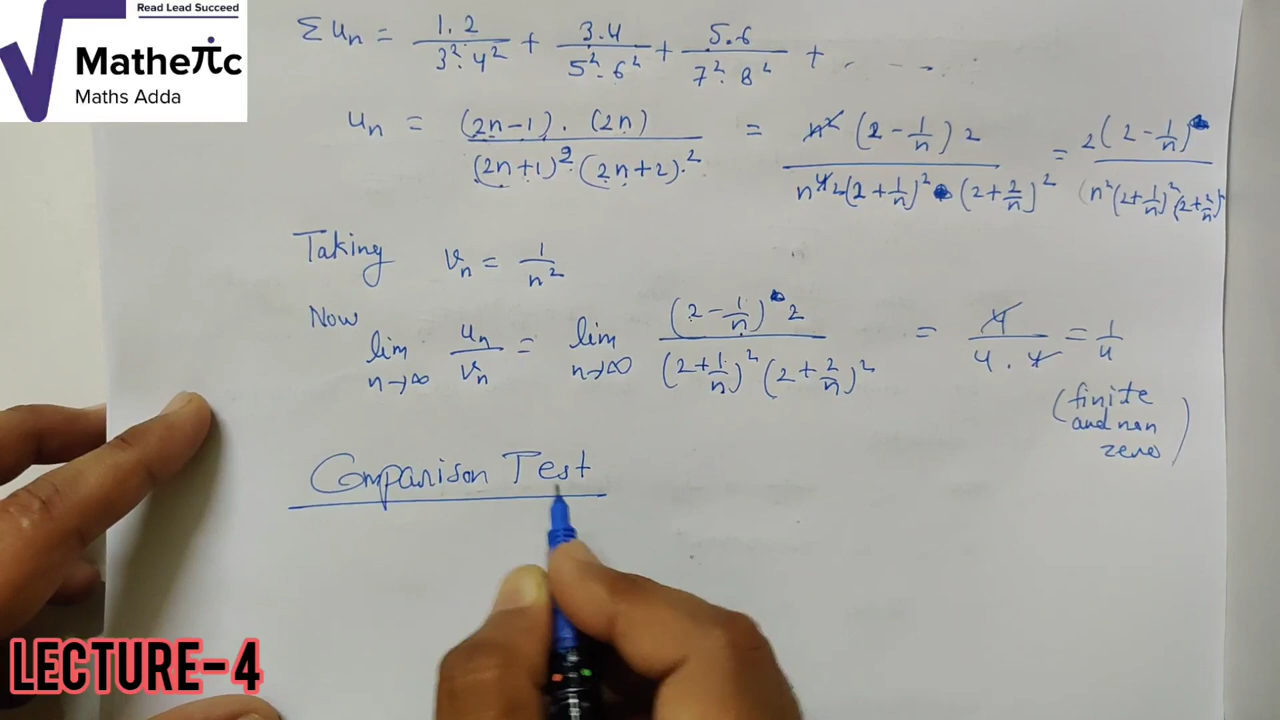 Read Lead Succeed
Matheπc
Maths Adda
Σ uₙ = 1.2/3².4² + 3.4/5².6² + 5.6/7².8² + . . . . .
uₙ = (2n-1).(2n)/(2n+1)²(2n+2)² = n²(2-1/n)2/n⁴(2+1/n)²(2+2/n)² = 2(2-1/n)/n²(2+1/n)²(2+2/n)²
Taking vₙ = 1/n²
Now lim n→∞ uₙ/vₙ = lim n→∞ (2-1/n)2/(2+1/n)²(2+2/n)² = 4/4.4 = 1/4
(finite and non zero)
Comparison Test
LECTURE-4